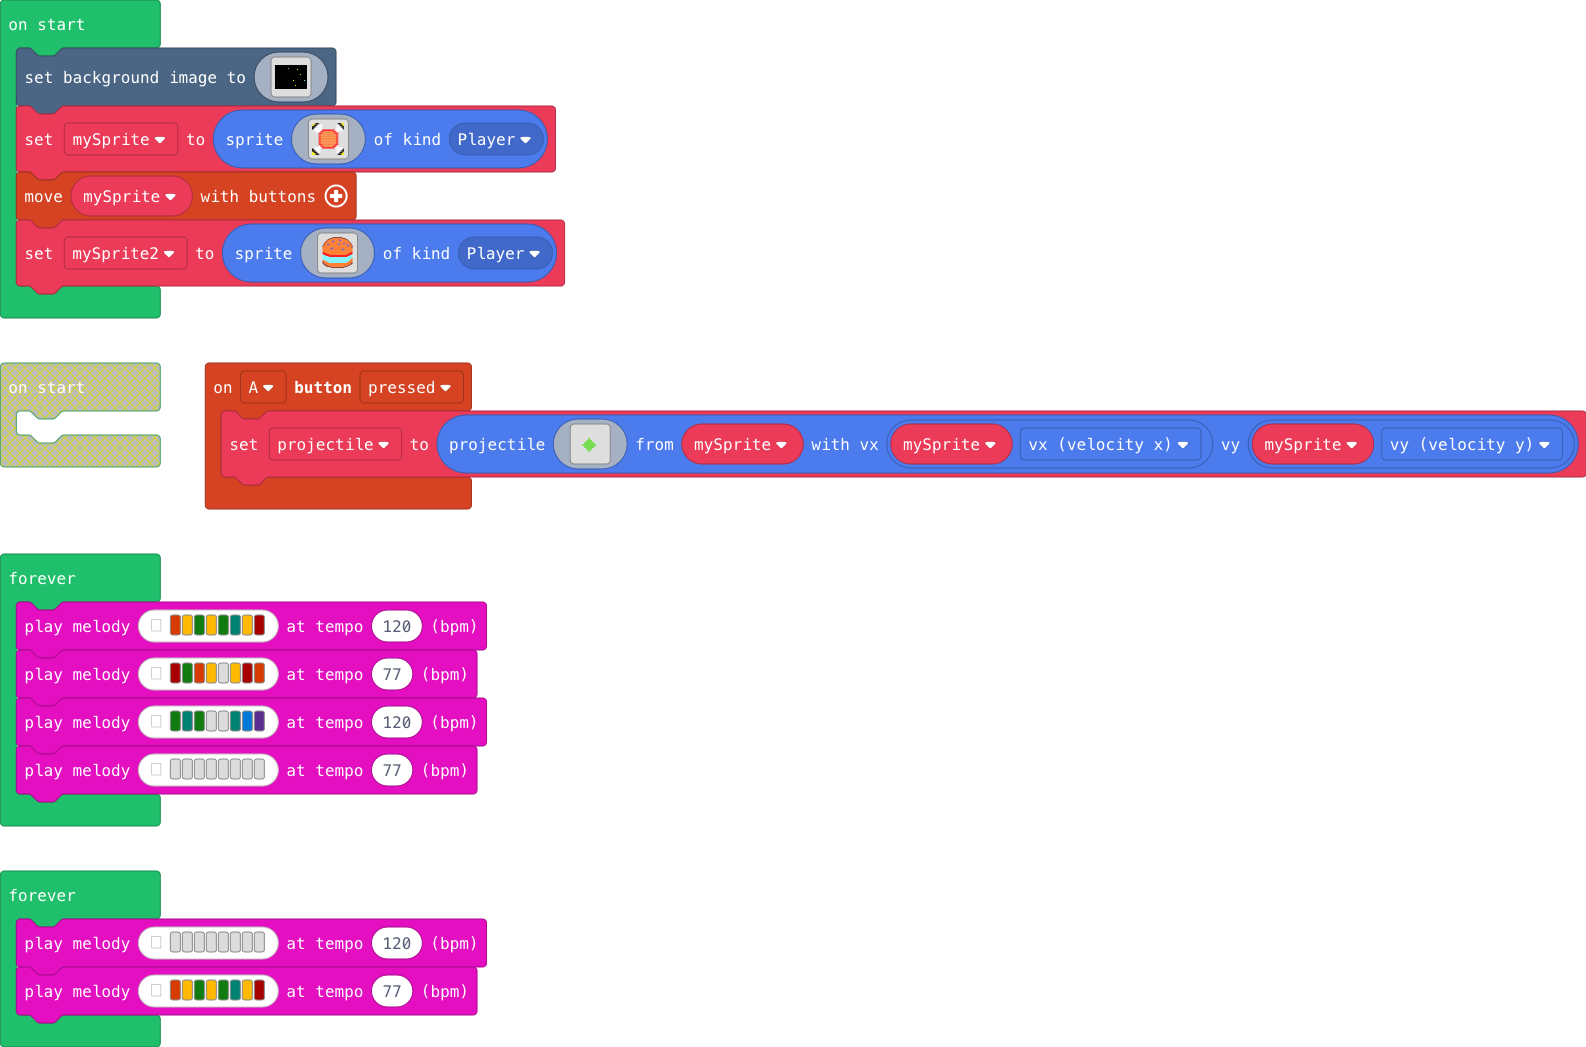 on start
set background image to
set mySprite to sprite of kind Player
move mySprite with buttons
set mySprite2 to sprite of kind Player
on start
on A button pressed
set projectile to projectile from mySprite with vx mySprite vx (velocity x) vy mySprite vy (velocity y)
forever
play melody at tempo 120 (bpm)
play melody at tempo 77 (bpm)
play melody at tempo 120 (bpm)
play melody at tempo 77 (bpm)
forever
play melody at tempo 120 (bpm)
play melody at tempo 77 (bpm)